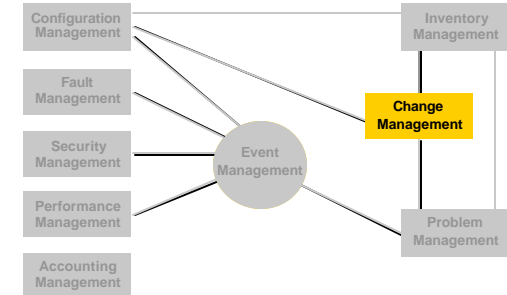 Configuration
Management
Inventory
Management
Fault
Management
Change
Management
Security
Management
Event
Management
Performance
Management
Problem
Management
Accounting
Management